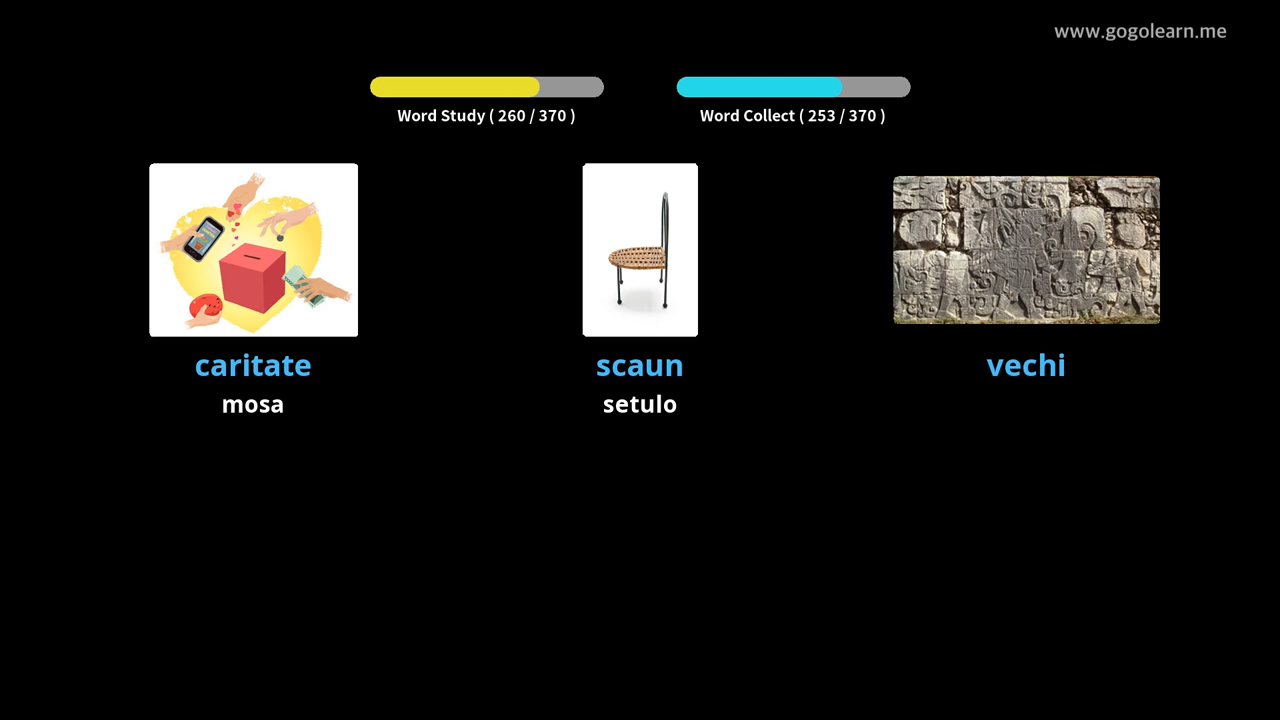 www.gogolearn.me
Word Study ( 260 / 370 )
Word Collect ( 253 / 370 )
caritate
mosa
scaun
setulo
vechi